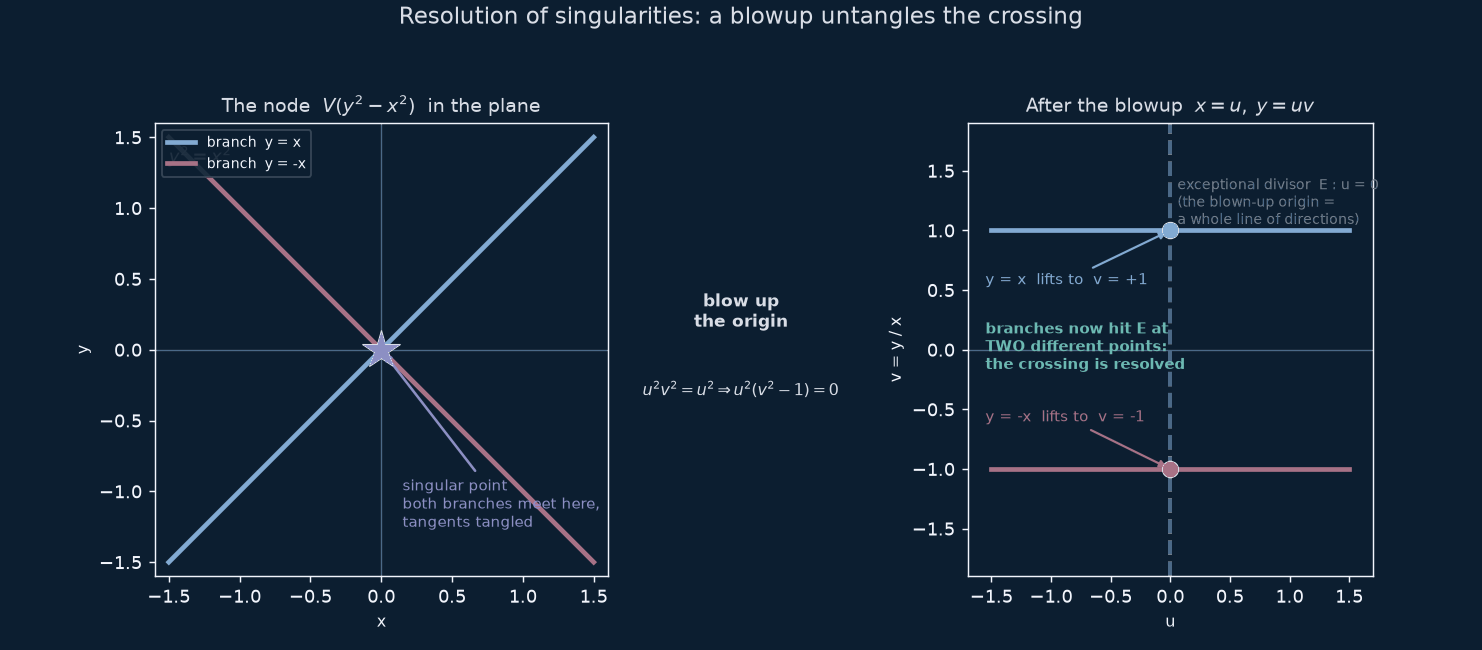 Resolution of singularities: a blowup untangles the crossing
The node V(y² − x²) in the plane
branch y = x
branch y = -x
1.5
1.0
0.5
0.0
−0.5
−1.0
−1.5
y
singular point
both branches meet here,
tangents tangled
−1.5 −1.0 −0.5 0.0 0.5 1.0 1.5
x
blow up
the origin
u²v² = u² ⇒ u²(v² − 1) = 0
After the blowup x = u, y = uv
1.5
1.0
0.5
0.0
−0.5
−1.0
−1.5
v = y / x
exceptional divisor E : u = 0
(the blown-up origin =
a whole line of directions)
y = x lifts to v = +1
branches now hit E at
TWO different points:
the crossing is resolved
y = -x lifts to v = -1
−1.5 −1.0 −0.5 0.0 0.5 1.0 1.5
u